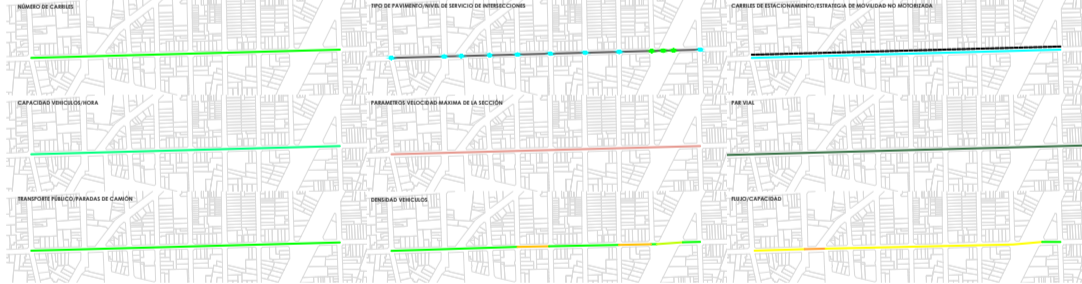 NÚMERO DE CARRILES
TIPO DE PAVIMENTO/NIVEL DE SERVICIO DE INTERSECCIONES
CARRILES DE ESTACIONAMIENTO/ESTRATEGIA DE MOVILIDAD NO MOTORIZADA
CAPACIDAD VEHICULOS/HORA
PARAMETROS VELOCIDAD MAXIMA DE LA SECCIÓN
PAR VIAL
TRANSPORTE PÚBLICO/PARADAS DE CAMIÓN
DENSIDAD VEHICULOS
FLUJO/CAPACIDAD